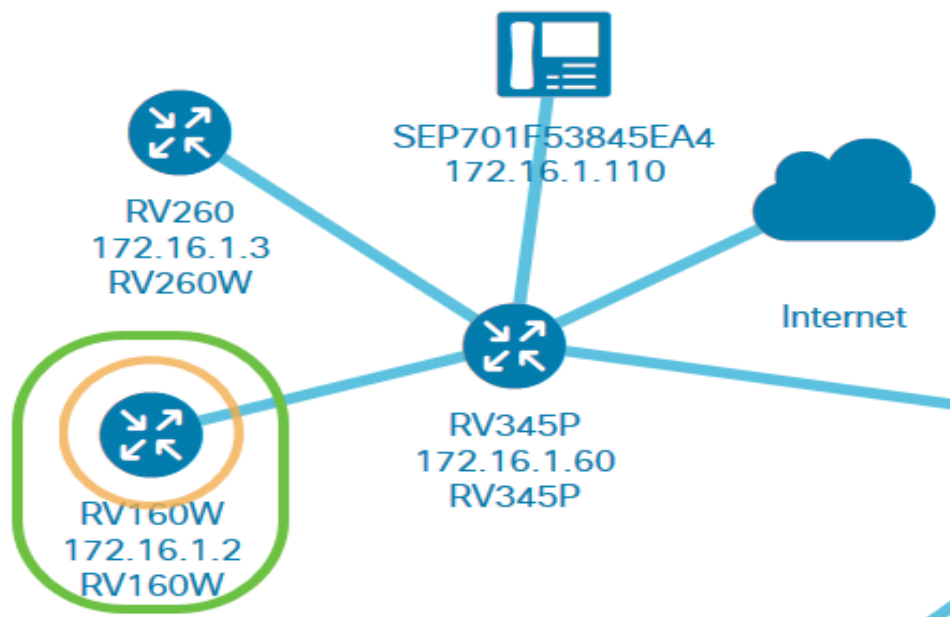 SEP701F53845EA4
172.16.1.110
RV260
172.16.1.3
RV260W
Internet
RV345P
172.16.1.60
RV345P
RV160W
172.16.1.2
RV160W